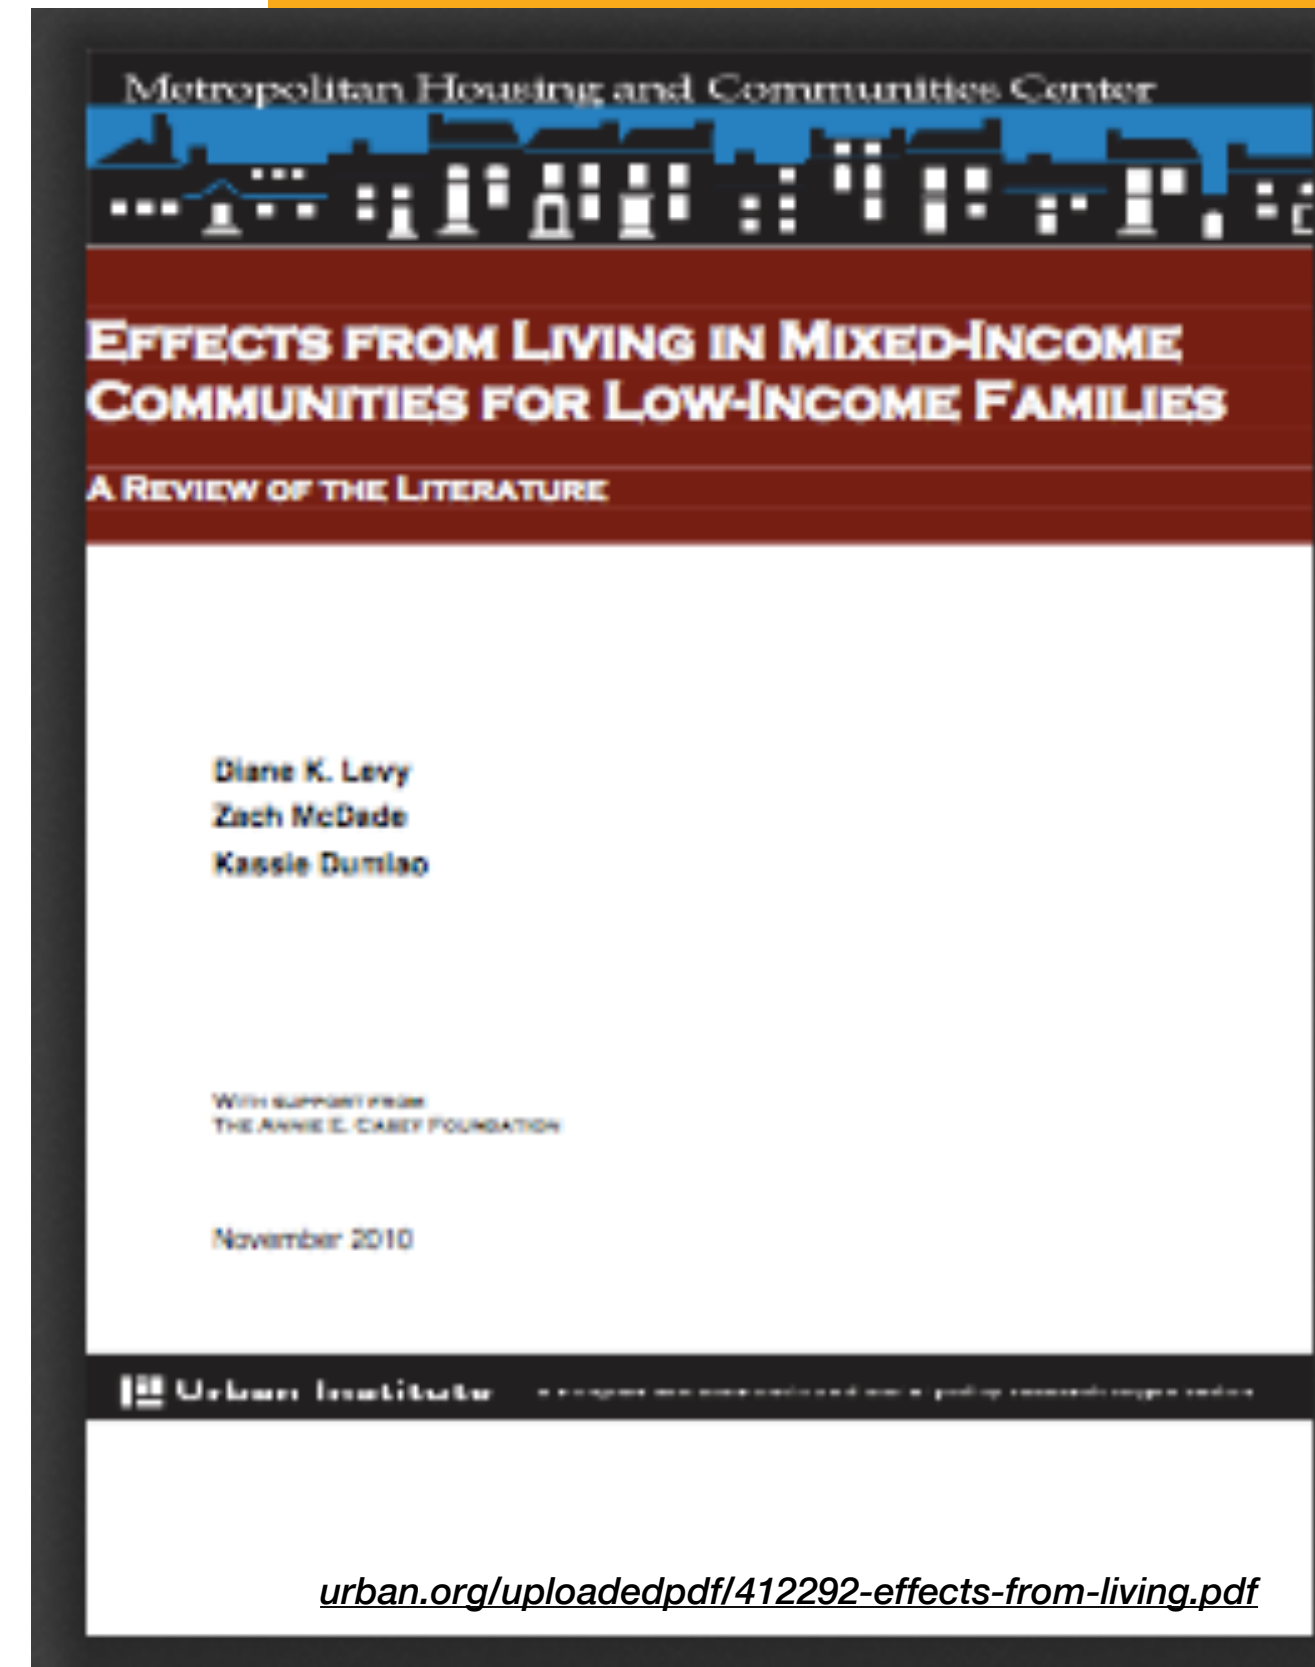 Metropolitan Housing and Communities Center
EFFECTS FROM LIVING IN MIXED-INCOME
COMMUNITIES FOR LOW-INCOME FAMILIES
A REVIEW OF THE LITERATURE
Diane K. Levy
Zach McDade
Kassie Dumlao
WITH SUPPORT FROM
THE ANNIE E. CASEY FOUNDATION
November 2010
Urban Institute
urban.org/uploadedpdf/412292-effects-from-living.pdf